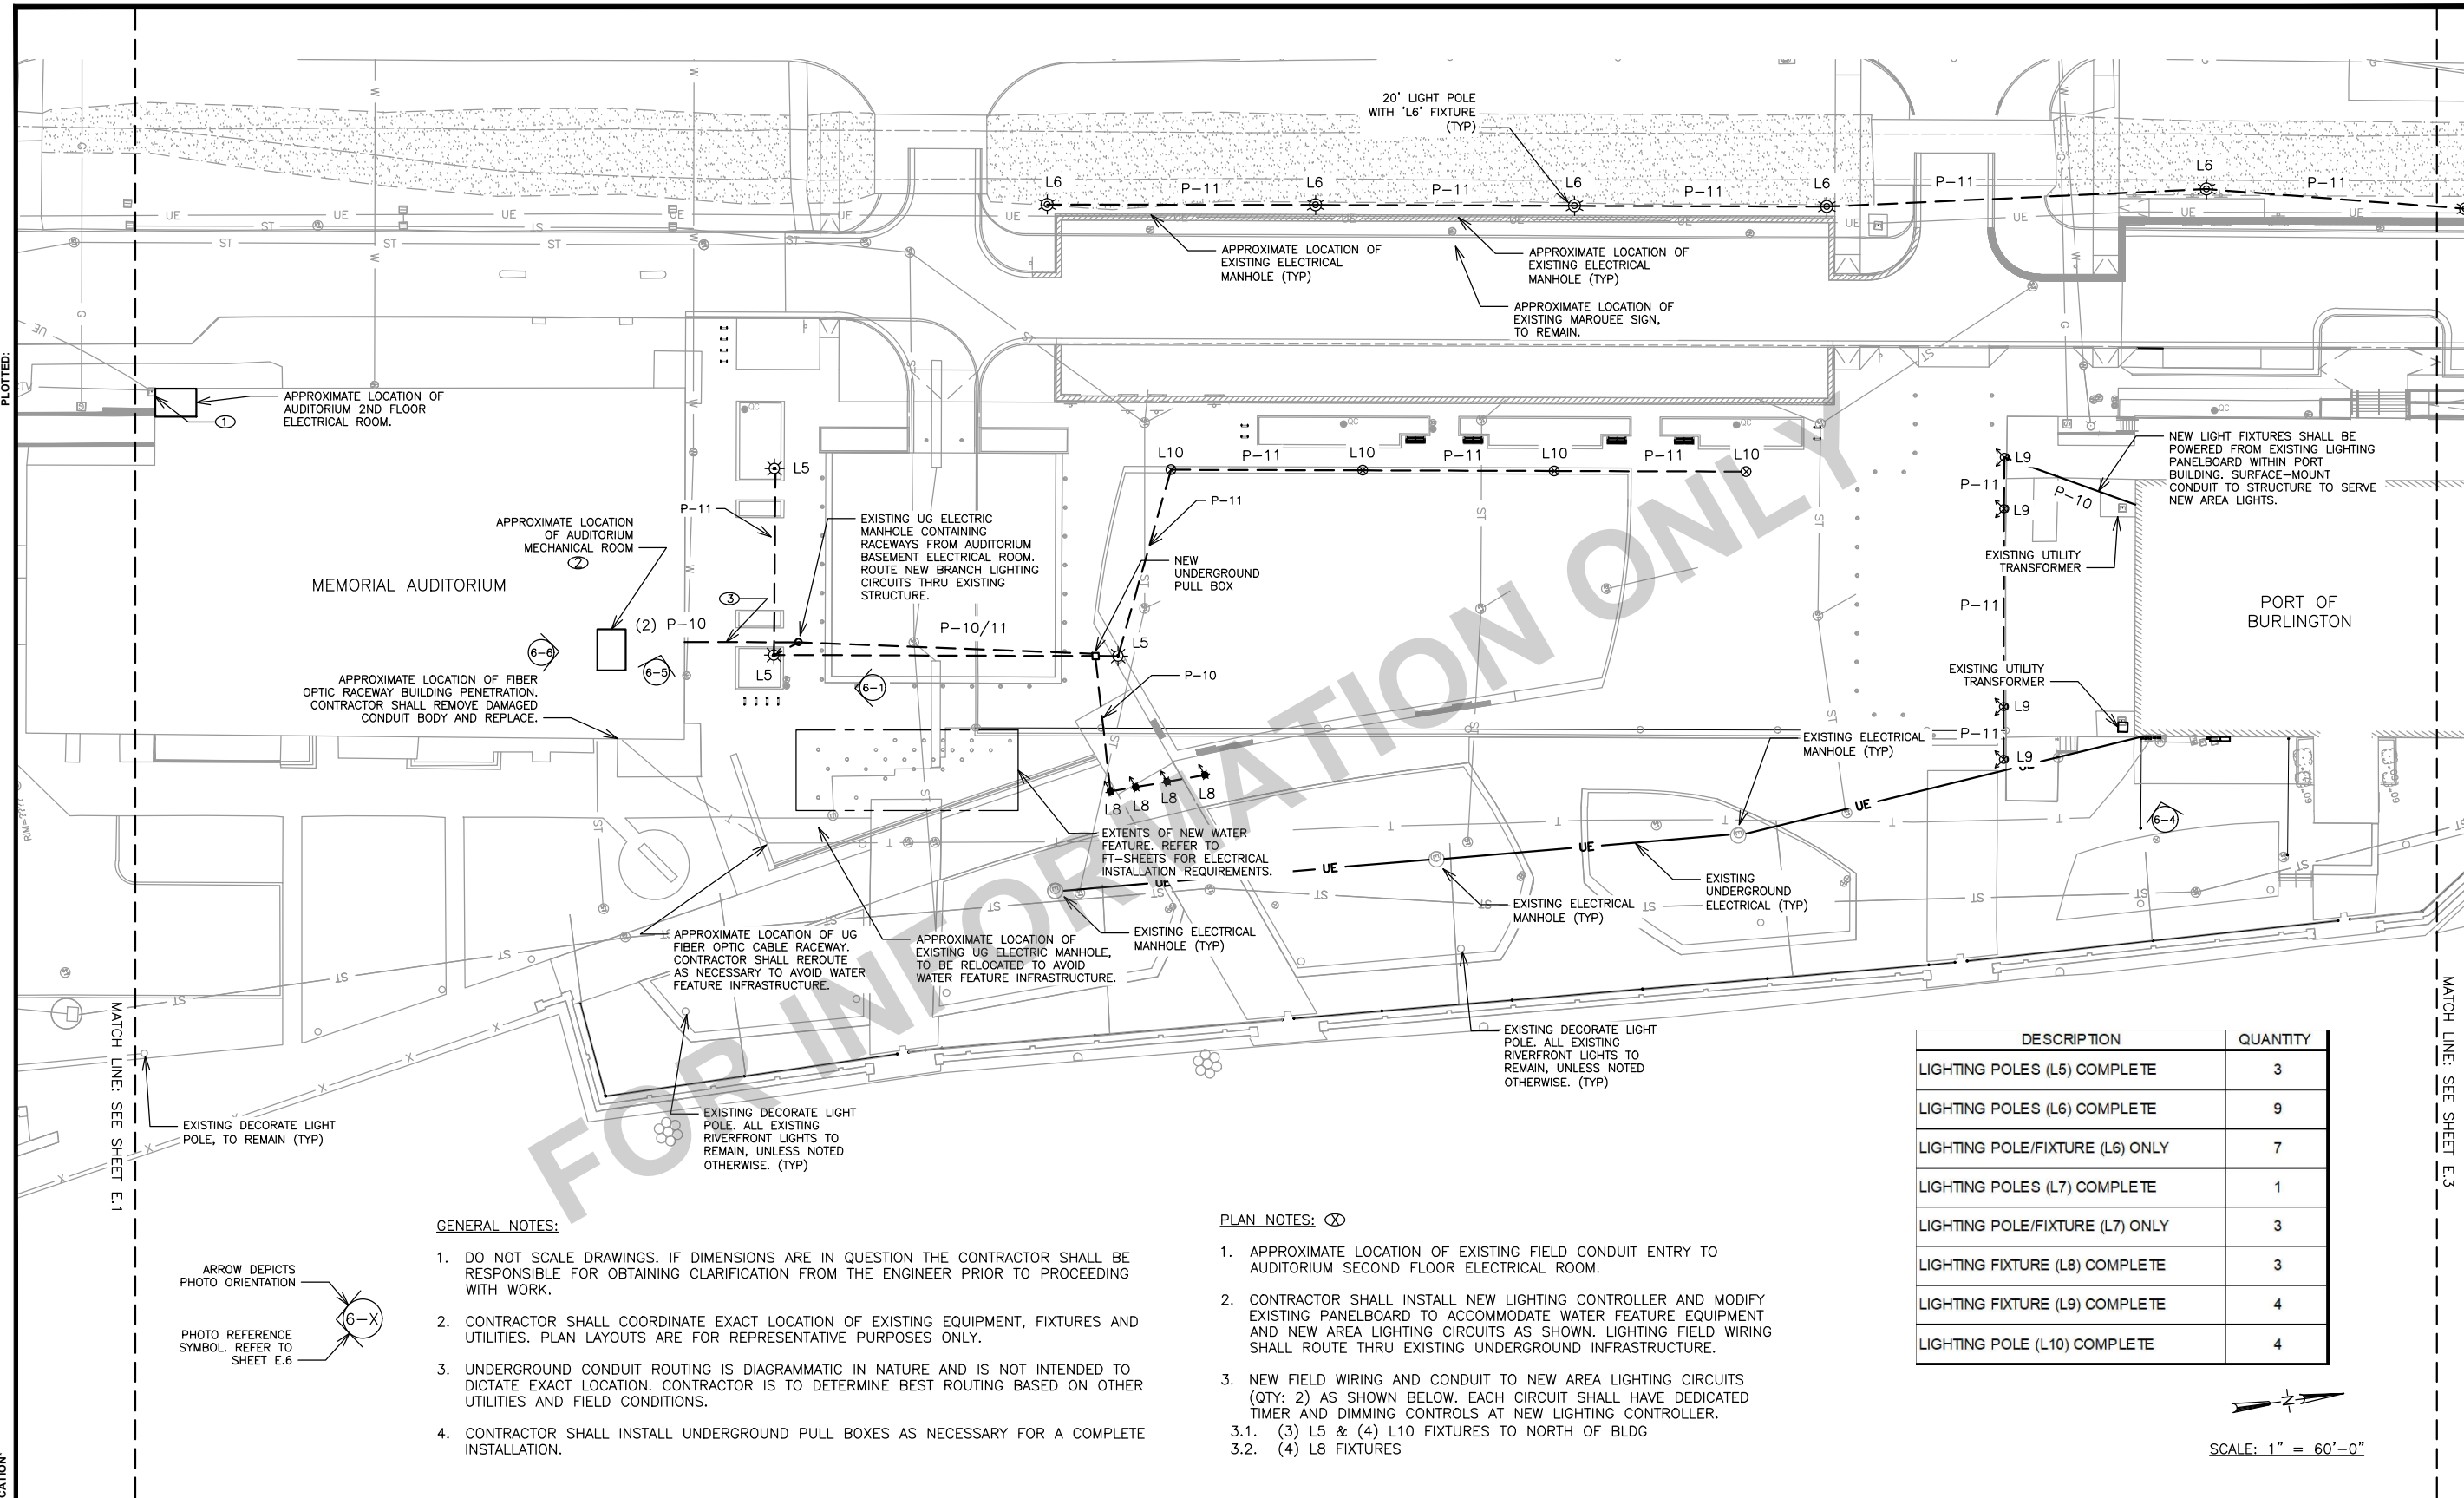 PLOTTED:
20' LIGHT POLE
WITH 'L6' FIXTURE
(TYP)
L6
P-11
L6
P-11
L6
P-11
L6
P-11
L6
P-11
APPROXIMATE LOCATION OF
EXISTING ELECTRICAL
MANHOLE (TYP)
APPROXIMATE LOCATION OF
EXISTING ELECTRICAL
MANHOLE (TYP)
APPROXIMATE LOCATION OF
EXISTING MARQUEE SIGN,
TO REMAIN.
APPROXIMATE LOCATION OF
AUDITORIUM 2ND FLOOR
ELECTRICAL ROOM.
1
L5
P-11
APPROXIMATE LOCATION
OF AUDITORIUM
MECHANICAL ROOM
2
EXISTING UG ELECTRIC
MANHOLE CONTAINING
RACEWAYS FROM AUDITORIUM
BASEMENT ELECTRICAL ROOM.
ROUTE NEW BRANCH LIGHTING
CIRCUITS THRU EXISTING
STRUCTURE.
L10
P-11
L10
P-11
L10
P-11
L10
P-11
NEW
UNDERGROUND
PULL BOX
MEMORIAL AUDITORIUM
3
(2) P-10
P-10/11
L5
L5
6-6
6-5
6-1
P-10
APPROXIMATE LOCATION OF FIBER
OPTIC RACEWAY BUILDING PENETRATION.
CONTRACTOR SHALL REMOVE DAMAGED
CONDUIT BODY AND REPLACE.
L9
P-11
P-10
L9
NEW LIGHT FIXTURES SHALL BE
POWERED FROM EXISTING LIGHTING
PANELBOARD WITHIN PORT
BUILDING. SURFACE-MOUNT
CONDUIT TO STRUCTURE TO SERVE
NEW AREA LIGHTS.
EXISTING UTILITY
TRANSFORMER
P-11
PORT OF
BURLINGTON
EXISTING UTILITY
TRANSFORMER
L9
P-11
L9
EXISTING ELECTRICAL
MANHOLE (TYP)
L8
L8
L8
L8
UE
UE
UE
UE
UE
6-4
EXTENTS OF NEW WATER
FEATURE. REFER TO
FT-SHEETS FOR ELECTRICAL
INSTALLATION REQUIREMENTS.
EXISTING
UNDERGROUND
ELECTRICAL (TYP)
EXISTING ELECTRICAL
MANHOLE (TYP)
EXISTING ELECTRICAL
MANHOLE (TYP)
APPROXIMATE LOCATION OF UG
FIBER OPTIC CABLE RACEWAY.
CONTRACTOR SHALL REROUTE
AS NECESSARY TO AVOID WATER
FEATURE INFRASTRUCTURE.
APPROXIMATE LOCATION OF
EXISTING UG ELECTRIC MANHOLE,
TO BE RELOCATED TO AVOID
WATER FEATURE INFRASTRUCTURE.
FOR INFORMATION ONLY
MATCH LINE: SEE SHEET E.1
MATCH LINE: SEE SHEET E.3
EXISTING DECORATE LIGHT
POLE, TO REMAIN (TYP)
EXISTING DECORATE LIGHT
POLE. ALL EXISTING
RIVERFRONT LIGHTS TO
REMAIN, UNLESS NOTED
OTHERWISE. (TYP)
EXISTING DECORATE LIGHT
POLE. ALL EXISTING
RIVERFRONT LIGHTS TO
REMAIN, UNLESS NOTED
OTHERWISE. (TYP)
DESCRIPTION QUANTITY
LIGHTING POLES (L5) COMPLETE 3
LIGHTING POLES (L6) COMPLETE 9
LIGHTING POLE/FIXTURE (L6) ONLY 7
LIGHTING POLES (L7) COMPLETE 1
LIGHTING POLE/FIXTURE (L7) ONLY 3
LIGHTING FIXTURE (L8) COMPLETE 3
LIGHTING FIXTURE (L9) COMPLETE 4
LIGHTING POLE (L10) COMPLETE 4
ARROW DEPICTS
PHOTO ORIENTATION
6-X
PHOTO REFERENCE
SYMBOL. REFER TO
SHEET E.6
GENERAL NOTES:
1. DO NOT SCALE DRAWINGS. IF DIMENSIONS ARE IN QUESTION THE CONTRACTOR SHALL BE
RESPONSIBLE FOR OBTAINING CLARIFICATION FROM THE ENGINEER PRIOR TO PROCEEDING
WITH WORK.
2. CONTRACTOR SHALL COORDINATE EXACT LOCATION OF EXISTING EQUIPMENT, FIXTURES AND
UTILITIES. PLAN LAYOUTS ARE FOR REPRESENTATIVE PURPOSES ONLY.
3. UNDERGROUND CONDUIT ROUTING IS DIAGRAMMATIC IN NATURE AND IS NOT INTENDED TO
DICTATE EXACT LOCATION. CONTRACTOR IS TO DETERMINE BEST ROUTING BASED ON OTHER
UTILITIES AND FIELD CONDITIONS.
4. CONTRACTOR SHALL INSTALL UNDERGROUND PULL BOXES AS NECESSARY FOR A COMPLETE
INSTALLATION.
PLAN NOTES: X
1. APPROXIMATE LOCATION OF EXISTING FIELD CONDUIT ENTRY TO
AUDITORIUM SECOND FLOOR ELECTRICAL ROOM.
2. CONTRACTOR SHALL INSTALL NEW LIGHTING CONTROLLER AND MODIFY
EXISTING PANELBOARD TO ACCOMMODATE WATER FEATURE EQUIPMENT
AND NEW AREA LIGHTING CIRCUITS AS SHOWN. LIGHTING FIELD WIRING
SHALL ROUTE THRU EXISTING UNDERGROUND INFRASTRUCTURE.
3. NEW FIELD WIRING AND CONDUIT TO NEW AREA LIGHTING CIRCUITS
(QTY: 2) AS SHOWN BELOW. EACH CIRCUIT SHALL HAVE DEDICATED
TIMER AND DIMMING CONTROLS AT NEW LIGHTING CONTROLLER.
3.1. (3) L5 & (4) L10 FIXTURES TO NORTH OF BLDG
3.2. (4) L8 FIXTURES
N
SCALE: 1" = 60'-0"